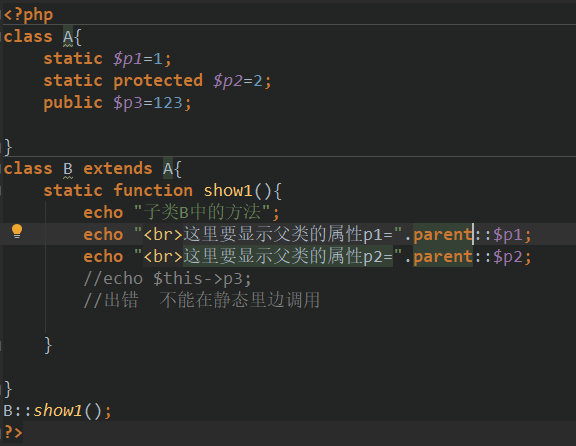 <?php
class A{
    static $p1=1;
    static protected $p2=2;
    public $p3=123;

}
class B extends A{
    static function show1(){
        echo "子类B中的方法";
        echo "<br>这里要显示父类的属性p1=".parent::$p1;
        echo "<br>这里要显示父类的属性p2=".parent::$p2;
        //echo $this->p3;
        //出错  不能在静态里边调用

    }

}
B::show1();
?>